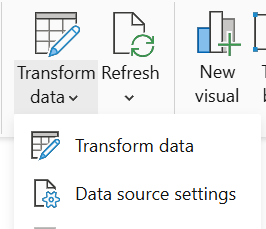 Transform data
Refresh
New visual
T
Transform data
Data source settings